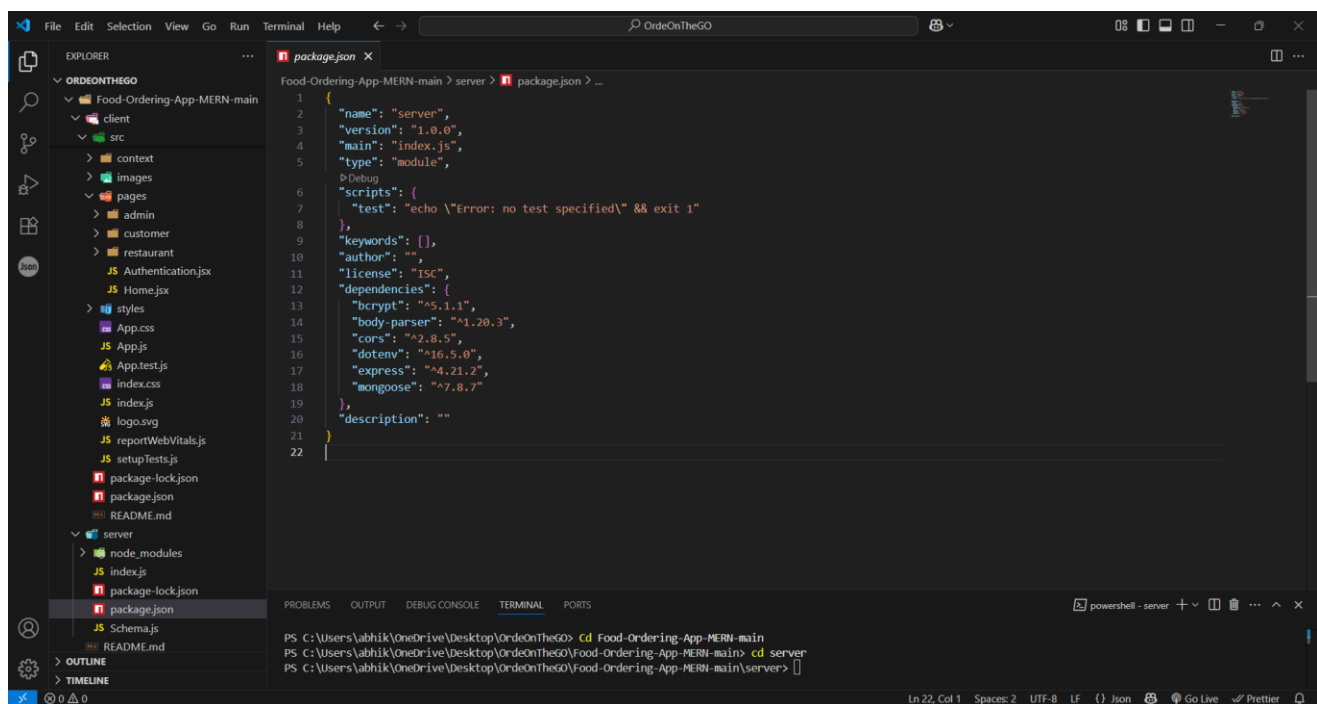 File Edit Selection View Go Run Terminal Help
OrdeOnTheGO
EXPLORER
ORDEONTHEGO
Food-Ordering-App-MERN-main
client
src
context
images
pages
admin
customer
restaurant
JS Authentication.jsx
JS Home.jsx
styles
css App.css
JS App.js
App.test.js
css index.css
JS index.js
logo.svg
JS reportWebVitals.js
JS setupTests.js
package-lock.json
package.json
README.md
server
node_modules
JS index.js
package-lock.json
package.json
JS Schema.js
README.md
OUTLINE
TIMELINE
Json
package.json
Food-Ordering-App-MERN-main > server > package.json > ...
1 {
2 "name": "server",
3 "version": "1.0.0",
4 "main": "index.js",
5 "type": "module",
Debug
6 "scripts": {
7 "test": "echo \"Error: no test specified\" && exit 1"
8 },
9 "keywords": [],
10 "author": "",
11 "license": "ISC",
12 "dependencies": {
13 "bcrypt": "^5.1.1",
14 "body-parser": "^1.20.3",
15 "cors": "^2.8.5",
16 "dotenv": "^16.5.0",
17 "express": "^4.21.2",
18 "mongoose": "^7.8.7"
19 },
20 "description": ""
21 }
22
PROBLEMS OUTPUT DEBUG CONSOLE TERMINAL PORTS
powershell - server
PS C:\Users\abhik\OneDrive\Desktop\OrdeOnTheGO> Cd Food-Ordering-App-MERN-main
PS C:\Users\abhik\OneDrive\Desktop\OrdeOnTheGO\Food-Ordering-App-MERN-main> cd server
PS C:\Users\abhik\OneDrive\Desktop\OrdeOnTheGO\Food-Ordering-App-MERN-main\server>
0 0 Ln 22, Col 1 Spaces: 2 UTF-8 LF {} Json Go Live Prettier